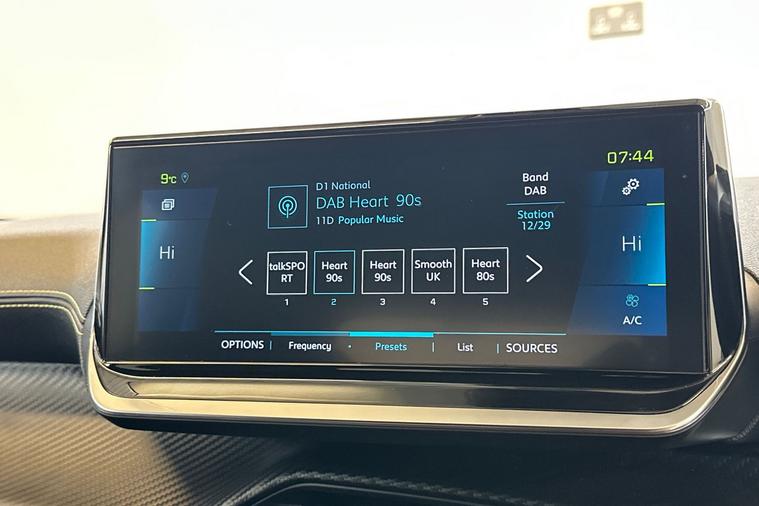 9°C
07:44
D1 National
DAB Heart 90s
11D Popular Music
Band
DAB
Station
12/29
Hi
Hi
talkSPO
RT
Heart
90s
Heart
90s
Smooth
UK
Heart
80s
1
2
3
4
5
A/C
OPTIONS
Frequency
Presets
List
SOURCES